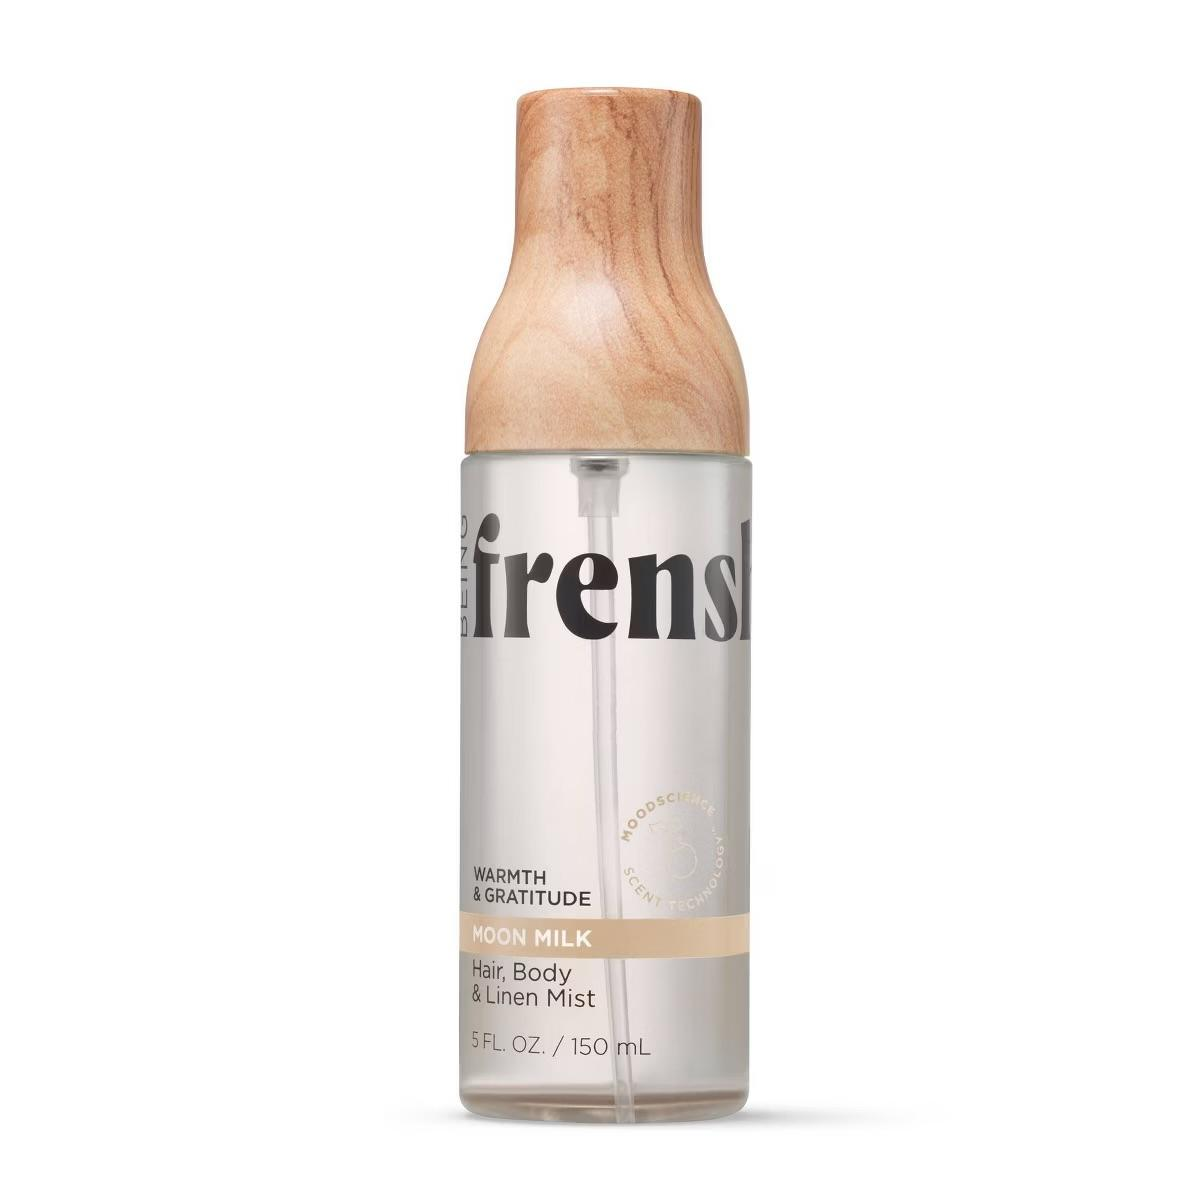 BEING
frensh
WARMTH
& GRATITUDE
MOODSCIENCE
SCENT TECHNOLOGY
MOON MILK
Hair, Body
& Linen Mist
5 FL. OZ. / 150 mL